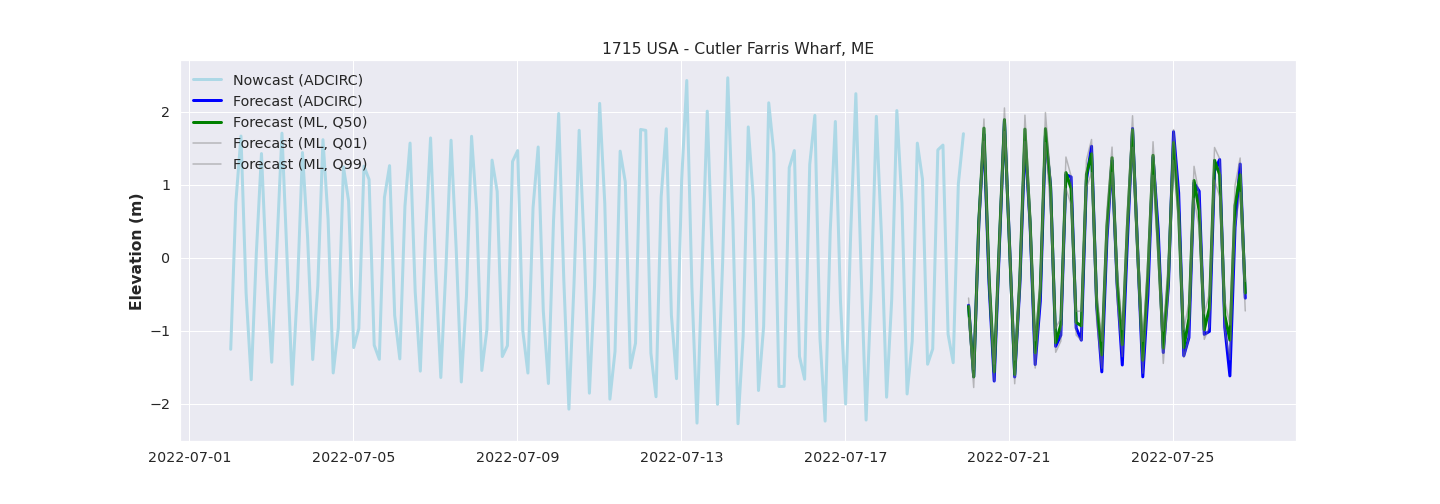 1715 USA - Cutler Farris Wharf, ME
Nowcast (ADCIRC)
Forecast (ADCIRC)
Forecast (ML, Q50)
Forecast (ML, Q01)
Forecast (ML, Q99)
Elevation (m)
2
1
0
−1
−2
2022-07-01
2022-07-05
2022-07-09
2022-07-13
2022-07-17
2022-07-21
2022-07-25